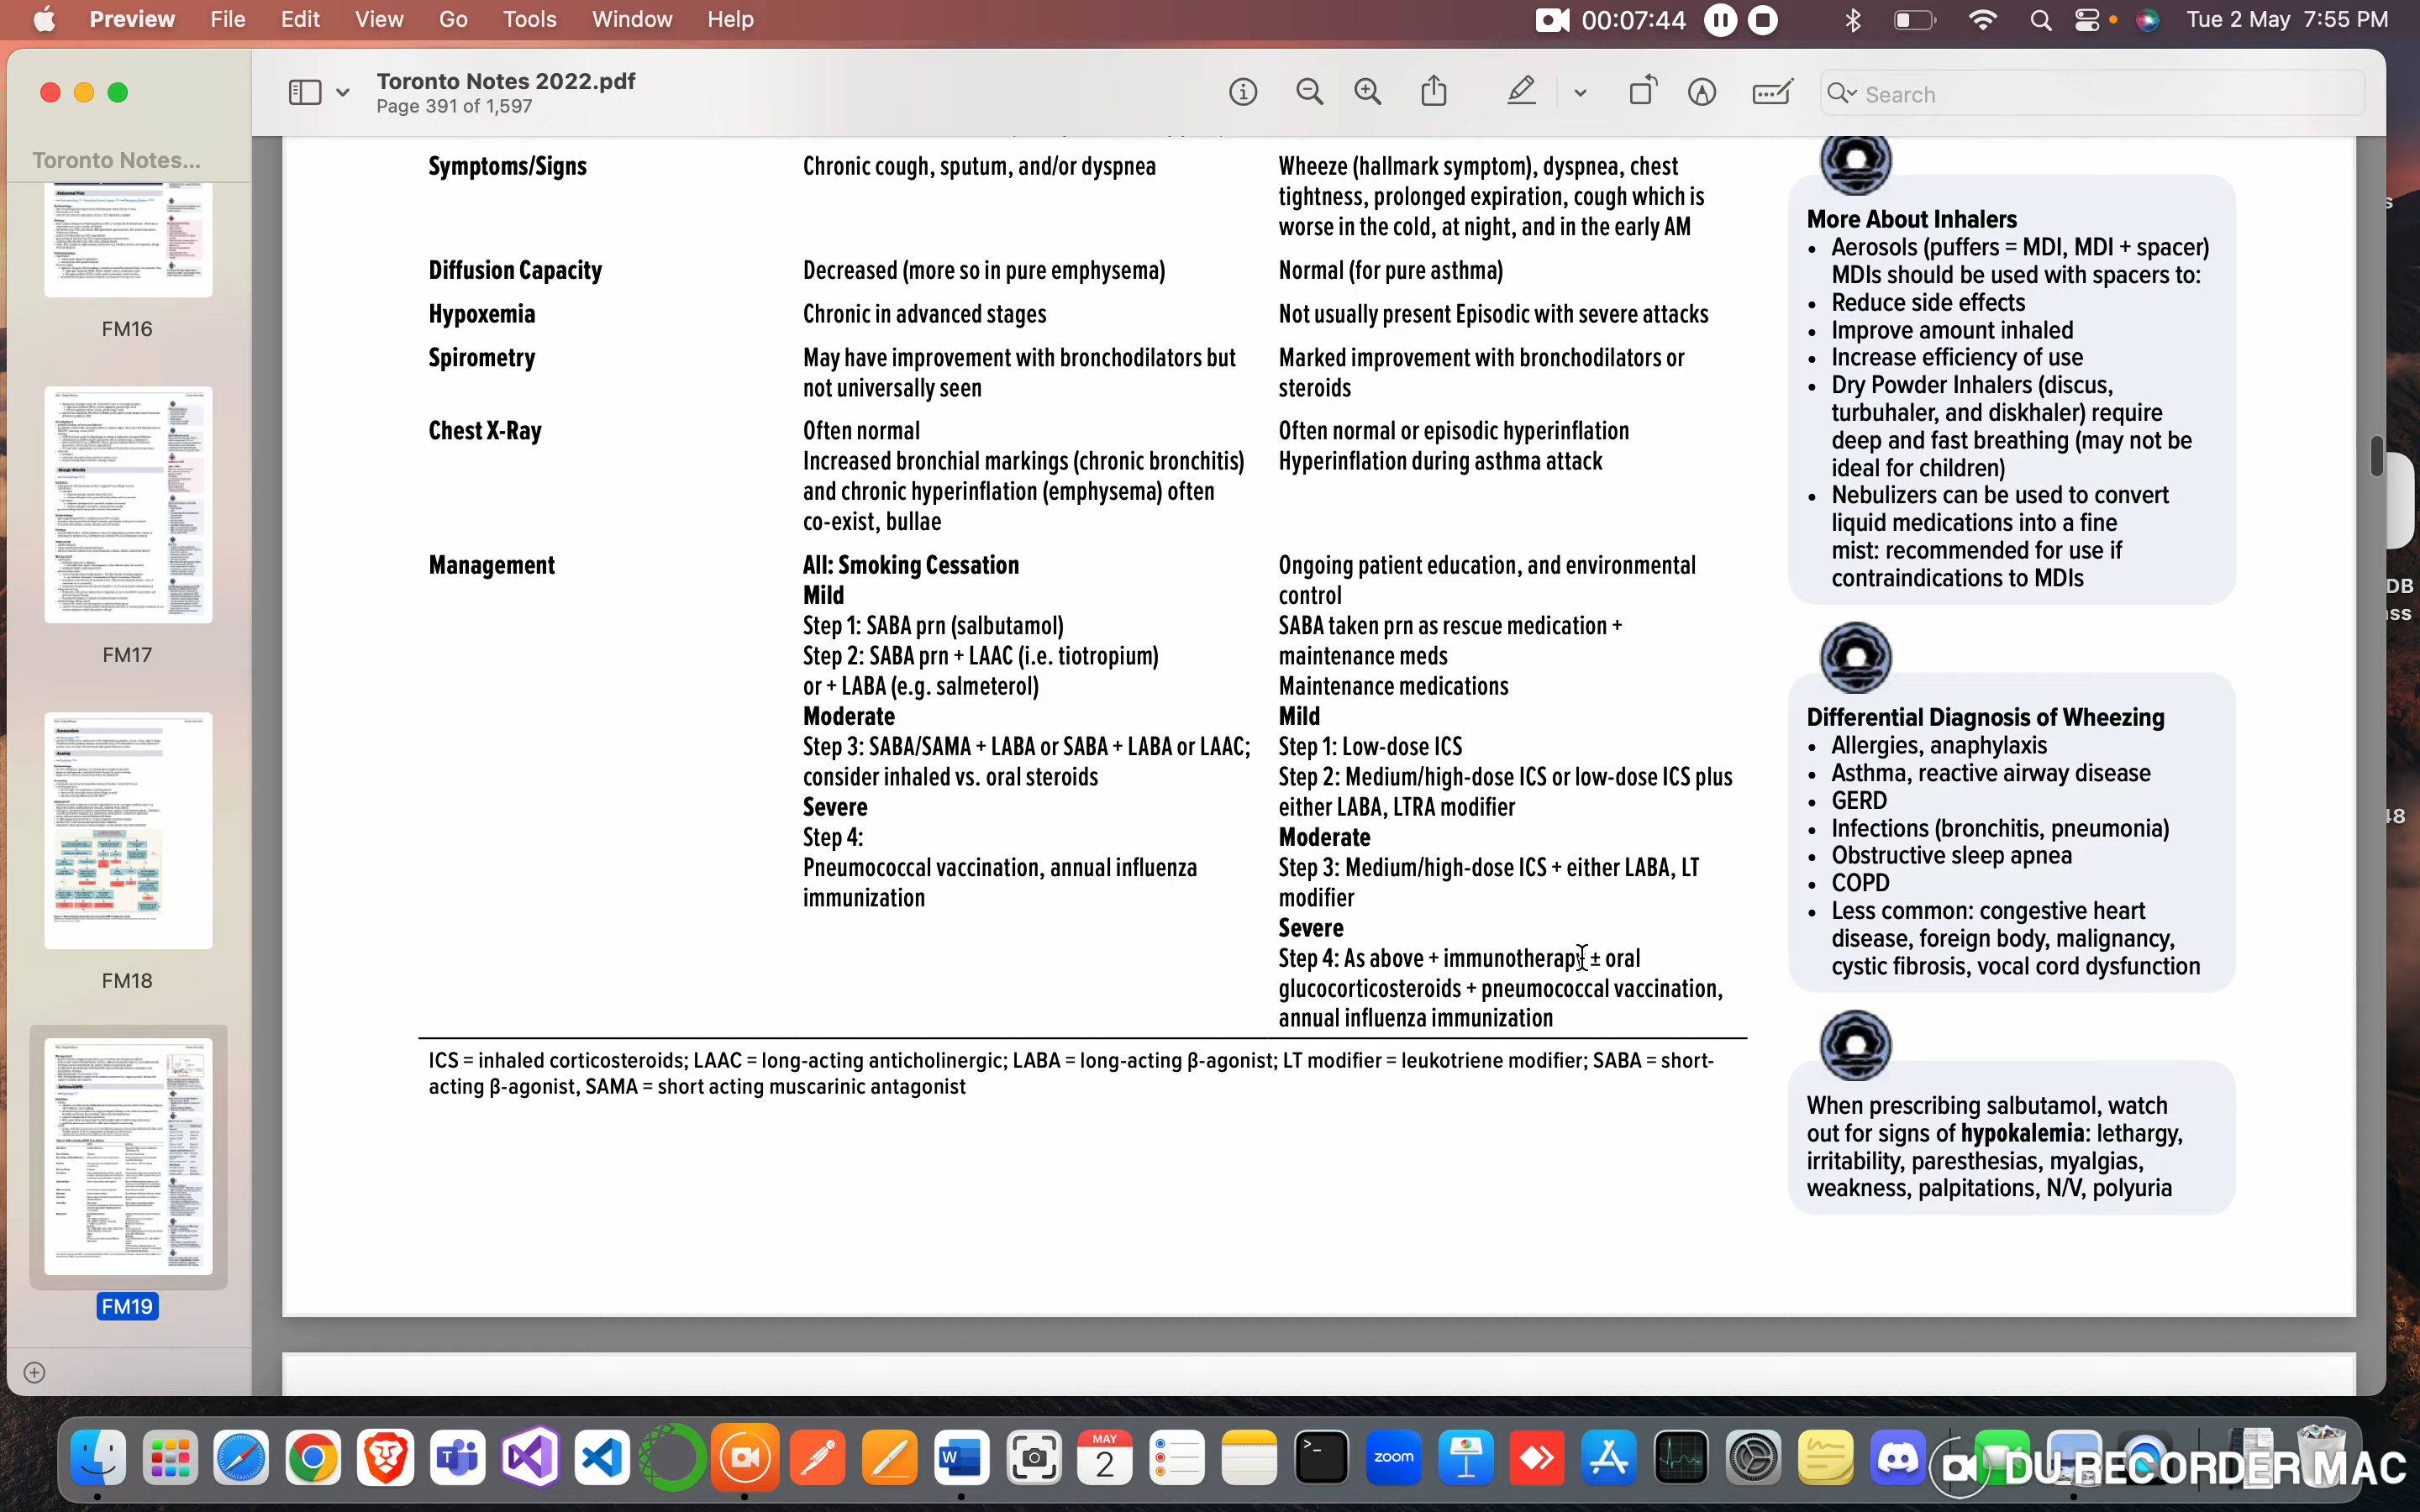 Preview File Edit View Go Tools Window Help 00:07:44 Tue 2 May 7:55 PM
Toronto Notes 2022.pdf
Page 391 of 1,597
Search
Toronto Notes...
FM16
FM17
FM18
FM19
Symptoms/Signs
Chronic cough, sputum, and/or dyspnea
Wheeze (hallmark symptom), dyspnea, chest
tightness, prolonged expiration, cough which is
worse in the cold, at night, and in the early AM
Diffusion Capacity
Decreased (more so in pure emphysema)
Normal (for pure asthma)
Hypoxemia
Chronic in advanced stages
Not usually present Episodic with severe attacks
Spirometry
May have improvement with bronchodilators but
not universally seen
Marked improvement with bronchodilators or
steroids
Chest X-Ray
Often normal
Increased bronchial markings (chronic bronchitis)
and chronic hyperinflation (emphysema) often
co-exist, bullae
Often normal or episodic hyperinflation
Hyperinflation during asthma attack
Management
All: Smoking Cessation
Mild
Step 1: SABA prn (salbutamol)
Step 2: SABA prn + LAAC (i.e. tiotropium)
or + LABA (e.g. salmeterol)
Moderate
Step 3: SABA/SAMA + LABA or SABA + LABA or LAAC;
consider inhaled vs. oral steroids
Severe
Step 4:
Pneumococcal vaccination, annual influenza
immunization
Ongoing patient education, and environmental
control
SABA taken prn as rescue medication +
maintenance meds
Maintenance medications
Mild
Step 1: Low-dose ICS
Step 2: Medium/high-dose ICS or low-dose ICS plus
either LABA, LTRA modifier
Moderate
Step 3: Medium/high-dose ICS + either LABA, LT
modifier
Severe
Step 4: As above + immunotherapy ± oral
glucocorticosteroids + pneumococcal vaccination,
annual influenza immunization
ICS = inhaled corticosteroids; LAAC = long-acting anticholinergic; LABA = long-acting β-agonist; LT modifier = leukotriene modifier; SABA = short-
acting β-agonist, SAMA = short acting muscarinic antagonist
More About Inhalers
• Aerosols (puffers = MDI, MDI + spacer)
MDIs should be used with spacers to:
• Reduce side effects
• Improve amount inhaled
• Increase efficiency of use
• Dry Powder Inhalers (discus,
turbuhaler, and diskhaler) require
deep and fast breathing (may not be
ideal for children)
• Nebulizers can be used to convert
liquid medications into a fine
mist: recommended for use if
contraindications to MDIs
Differential Diagnosis of Wheezing
• Allergies, anaphylaxis
• Asthma, reactive airway disease
• GERD
• Infections (bronchitis, pneumonia)
• Obstructive sleep apnea
• COPD
• Less common: congestive heart
disease, foreign body, malignancy,
cystic fibrosis, vocal cord dysfunction
When prescribing salbutamol, watch
out for signs of hypokalemia: lethargy,
irritability, paresthesias, myalgias,
weakness, palpitations, N/V, polyuria
MAY
2
zoom
DU RECORDER MAC